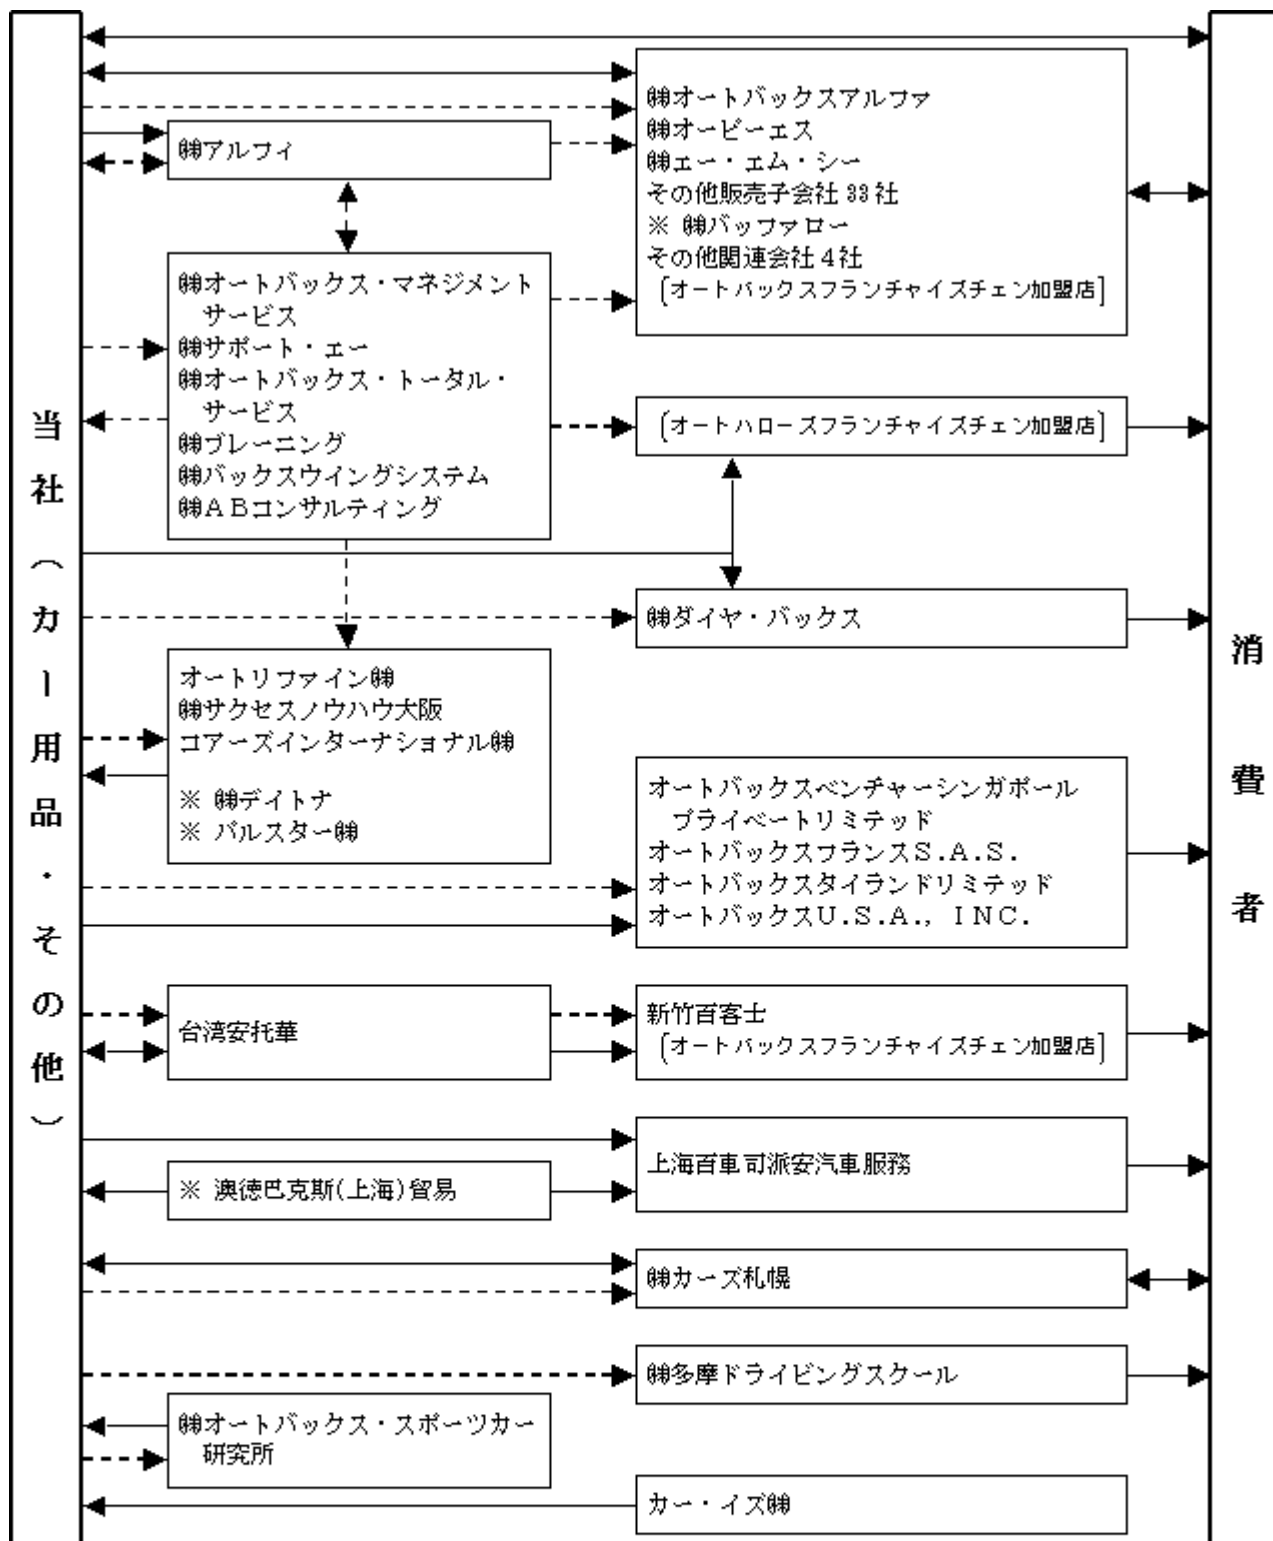 当社（カー用品・その他）
㈱オートバックスアルファ
㈱オーピーエス
㈱エー・エム・シー
その他販売子会社33社
※ ㈱バッファロー
その他関連会社4社
［オートバックスフランチャイズチェン加盟店］
㈱アルフィ
㈱オートバックス・マネジメント
サービス
㈱サポート・エー
㈱オートバックス・トータル・
サービス
㈱ブレーニング
㈱バックスウイングシステム
㈱ＡＢコンサルティング
［オートハローズフランチャイズチェン加盟店］
㈱ダイヤ・バックス
オートリファイン㈱
㈱サクセスノウハウ大阪
コアーズインターナショナル㈱
※ ㈱デイトナ
※ パルスター㈱
オートバックスベンチャーシンガポール
プライベートリミテッド
オートバックスフランスS.A.S.
オートバックスタイランドリミテッド
オートバックスU.S.A., INC.
台湾安托華
新竹百客士
［オートバックスフランチャイズチェン加盟店］
上海百車司派安汽車服務
※ 澳徳巴克斯(上海)貿易
㈱カーズ札幌
㈱多摩ドライビングスクール
㈱オートバックス・スポーツカー
研究所
カー・イズ㈱
消費者